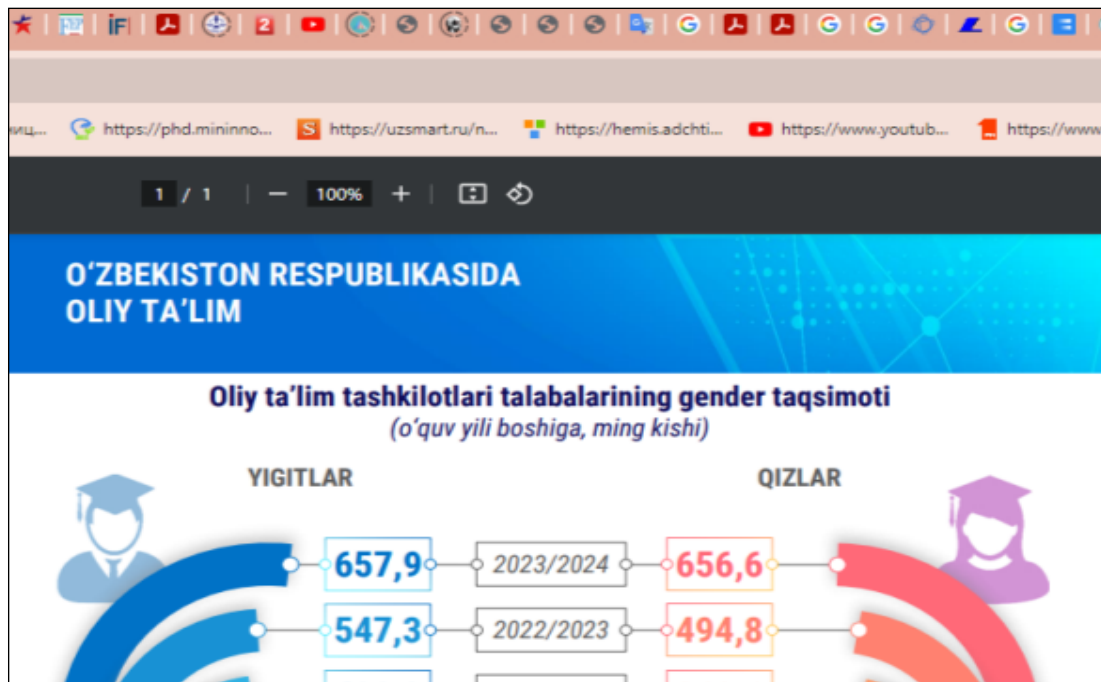 https://phd.mininno...
https://uzsmart.ru/n...
https://hemis.adchti...
https://www.youtub...
https://www
1 / 1
100%
O‘ZBEKISTON RESPUBLIKASIDA
OLIY TA’LIM
Oliy ta’lim tashkilotlari talabalarining gender taqsimoti
(o‘quv yili boshiga, ming kishi)
YIGITLAR
QIZLAR
657,9 2023/2024 656,6
547,3 2022/2023 494,8